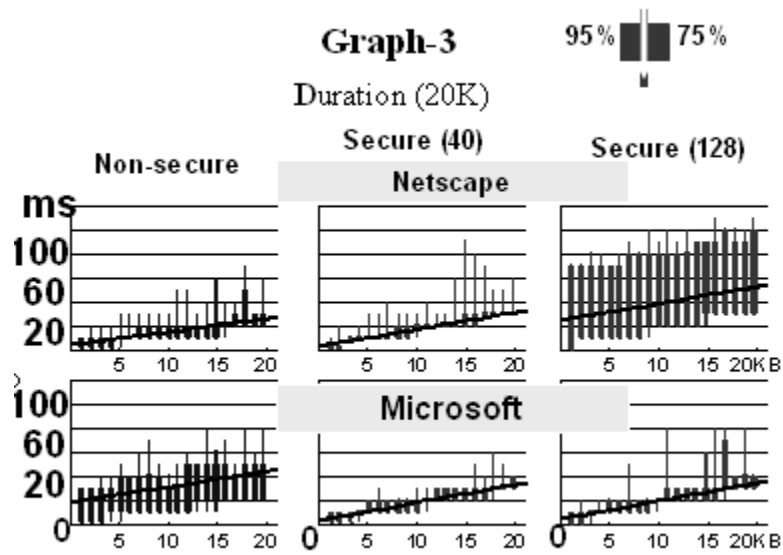 Graph-3
95% 75%
Duration (20K)
Non-secure
Secure (40)
Secure (128)
Netscape
ms
100
60
20
5 10 15 20
5 10 15 20
5 10 15 20KB
Microsoft
100
60
20
0
5 10 15 20
0
5 10 15 20
0
5 10 15 20KB